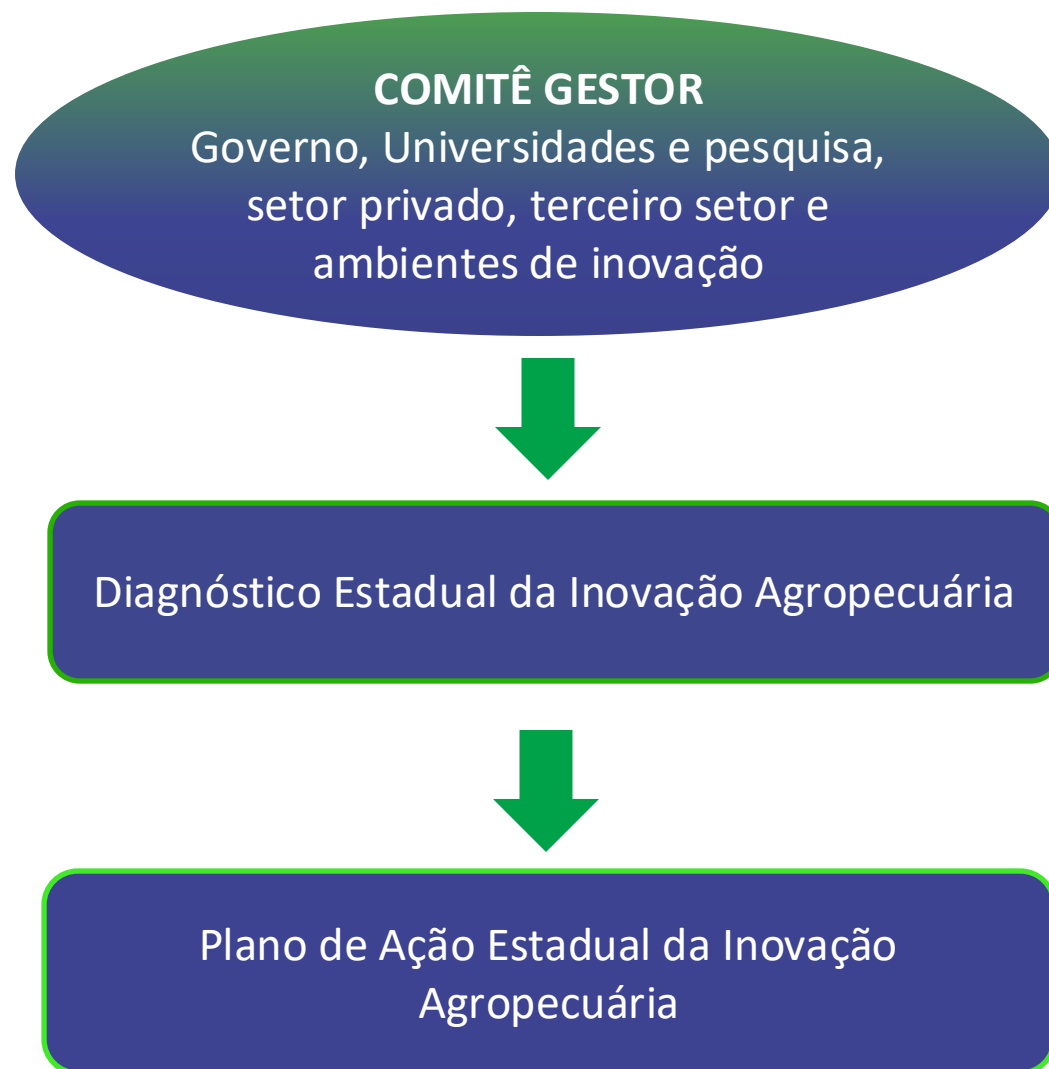 COMITÊ GESTOR
Governo, Universidades e pesquisa,
setor privado, terceiro setor e
ambientes de inovação
Diagnóstico Estadual da Inovação Agropecuária
Plano de Ação Estadual da Inovação
Agropecuária